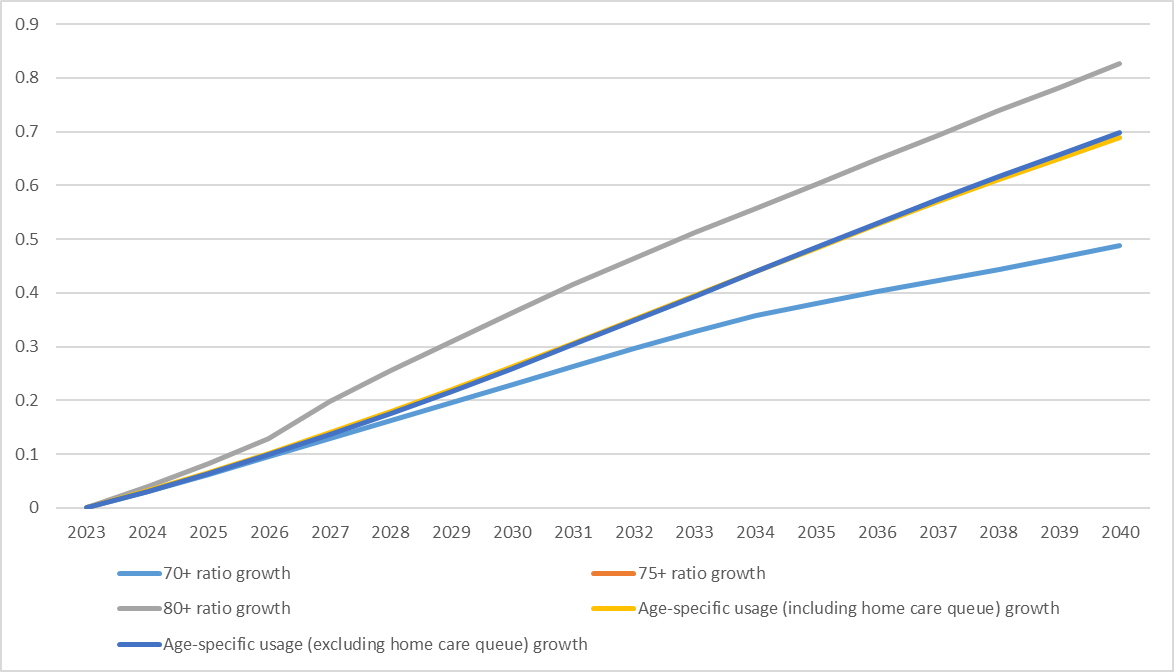 0.9
0.8
0.7
0.6
0.5
0.4
0.3
0.2
0.1
0
2023 2024 2025 2026 2027 2028 2029 2030 2031 2032 2033 2034 2035 2036 2037 2038 2039 2040
70+ ratio growth 75+ ratio growth
80+ ratio growth Age-specific usage (including home care queue) growth
Age-specific usage (excluding home care queue) growth